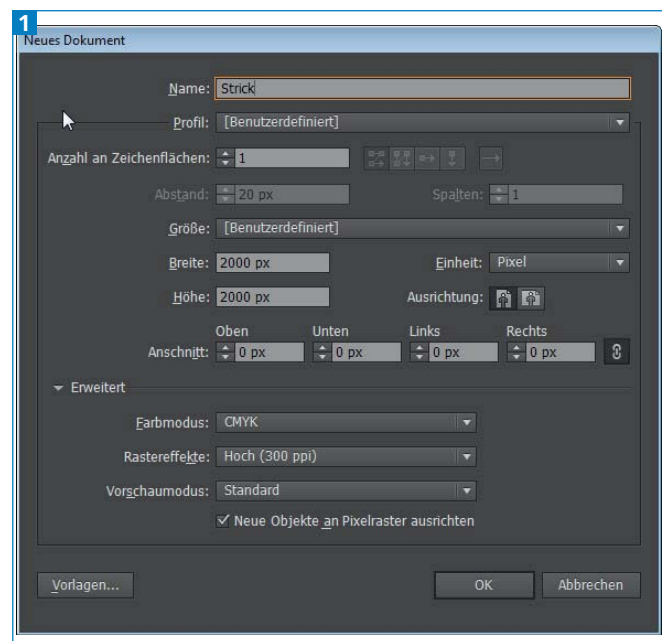 1
Neues Dokument
Name: Strick
Profil: [Benutzerdefiniert]
Anzahl an Zeichenflächen: 1
Abstand: 20 px Spalten: 1
Größe: [Benutzerdefiniert]
Breite: 2000 px Einheit: Pixel
Höhe: 2000 px Ausrichtung:
Oben Unten Links Rechts
Anschnitt: 0 px 0 px 0 px 0 px
Erweitert
Farbmodus: CMYK
Rastereffekte: Hoch (300 ppi)
Vorschaumodus: Standard
Neue Objekte an Pixelraster ausrichten
Vorlagen... OK Abbrechen